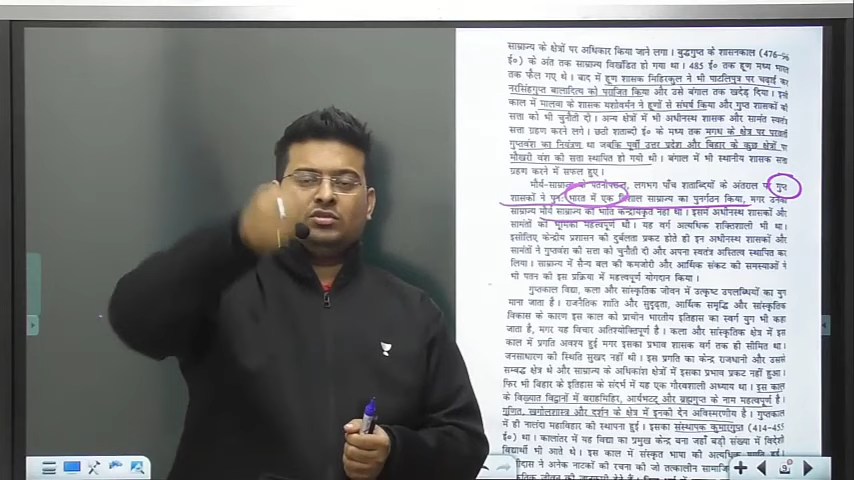 साम्राज्य के क्षेत्रों पर अधिकार किया जाने लगा । बुद्धगुप्त के शासनकाल (476-96
ई०) के अंत तक साम्राज्य विखंडित हो गया था । 485 ई० तक हूण मध्य भारत
तक फैल गए थे । बाद में हूण शासक मिहिरकुल ने भी पाटलिपुत्र पर चढ़ाई कर
नरसिंहगुप्त बालादित्य को पराजित किया और उसे बंगाल तक खदेड़ दिया । इसी
काल में मालवा के शासक यशोवर्मन ने हूणों से संघर्ष किया और गुप्त शासकों की
सत्ता को भी चुनौती दी । अन्य क्षेत्रों में भी अधीनस्थ शासक और सामंत स्वतंत्र
सत्ता ग्रहण करने लगे । छठी शताब्दी ई० के मध्य तक मगध के क्षेत्र पर परवर्ती
गुप्तवंश का नियंत्रण था जबकि पूर्वी उत्तर प्रदेश और बिहार के कुछ क्षेत्रों पर
मौखरी वंश की सत्ता स्थापित हो गयी थी । बंगाल में भी स्थानीय शासक सत्ता
ग्रहण करने में सफल हुए ।
मौर्य-साम्राज्य के पतनोपरान्त, लगभग पाँच शताब्दियों के अंतराल पर गुप्त
शासकों ने पुन: भारत में एक विशाल साम्राज्य का पुनर्गठन किया, मगर उनका
साम्राज्य मौर्य साम्राज्य की भाँति केन्द्रीयकृत नहीं था । इसमें अधीनस्थ शासकों और
सामंतों की भूमिका महत्त्वपूर्ण थी । यह वर्ग अत्यधिक शक्तिशाली भी था ।
इसीलिए केन्द्रीय प्रशासन की दुर्बलता प्रकट होते ही इन अधीनस्थ शासकों और
सामंतों ने गुप्तवंश की सत्ता को चुनौती दी और अपना स्वतंत्र अस्तित्व स्थापित कर
लिया । साम्राज्य में सैन्य बल की कमजोरी और आर्थिक संकट की समस्याओं ने
भी पतन की इस प्रक्रिया में महत्त्वपूर्ण योगदान किया ।
गुप्तकाल विद्या, कला और सांस्कृतिक जीवन में उत्कृष्ट उपलब्धियों का युग
माना जाता है । राजनैतिक शांति और सुदृढ़ता, आर्थिक समृद्धि और सांस्कृतिक
विकास के कारण इस काल को प्राचीन भारतीय इतिहास का स्वर्ण युग भी कहा
जाता है, मगर यह विचार अतिश्योक्तिपूर्ण है । कला और सांस्कृतिक क्षेत्र में इस
काल में प्रगति अवश्य हुई मगर इसका प्रभाव शासक वर्ग तक ही सीमित था ।
जनसाधारण की स्थिति सुखद नहीं थी । इस प्रगति का केन्द्र राजधानी और उससे
सम्बद्ध क्षेत्र थे और साम्राज्य के अधिकांश क्षेत्रों में इसका प्रभाव प्रकट नहीं हुआ ।
फिर भी बिहार के इतिहास के संदर्भ में यह एक गौरवशाली अध्याय था । इस काल
के विख्यात विद्वानों में वराहमिहिर, आर्यभट्ट और ब्रह्मगुप्त के नाम महत्त्वपूर्ण है ।
गणित, खगोलशास्त्र और दर्शन के क्षेत्र में इनकी देन अविस्मरणीय है । गुप्तकाल
में ही नालंदा महाविहार की स्थापना हुई । इसका संस्थापक कुमारगुप्त (414-455
ई०) था । कालांतर में यह विद्या का प्रमुख केन्द्र बना जहाँ बड़ी संख्या में विदेशी
विद्यार्थी भी आते थे । इस काल में संस्कृत भाषा की अत्यधिक प्रगति हुई ।
ने अनेक नाटकों की रचना की जो तत्कालीन